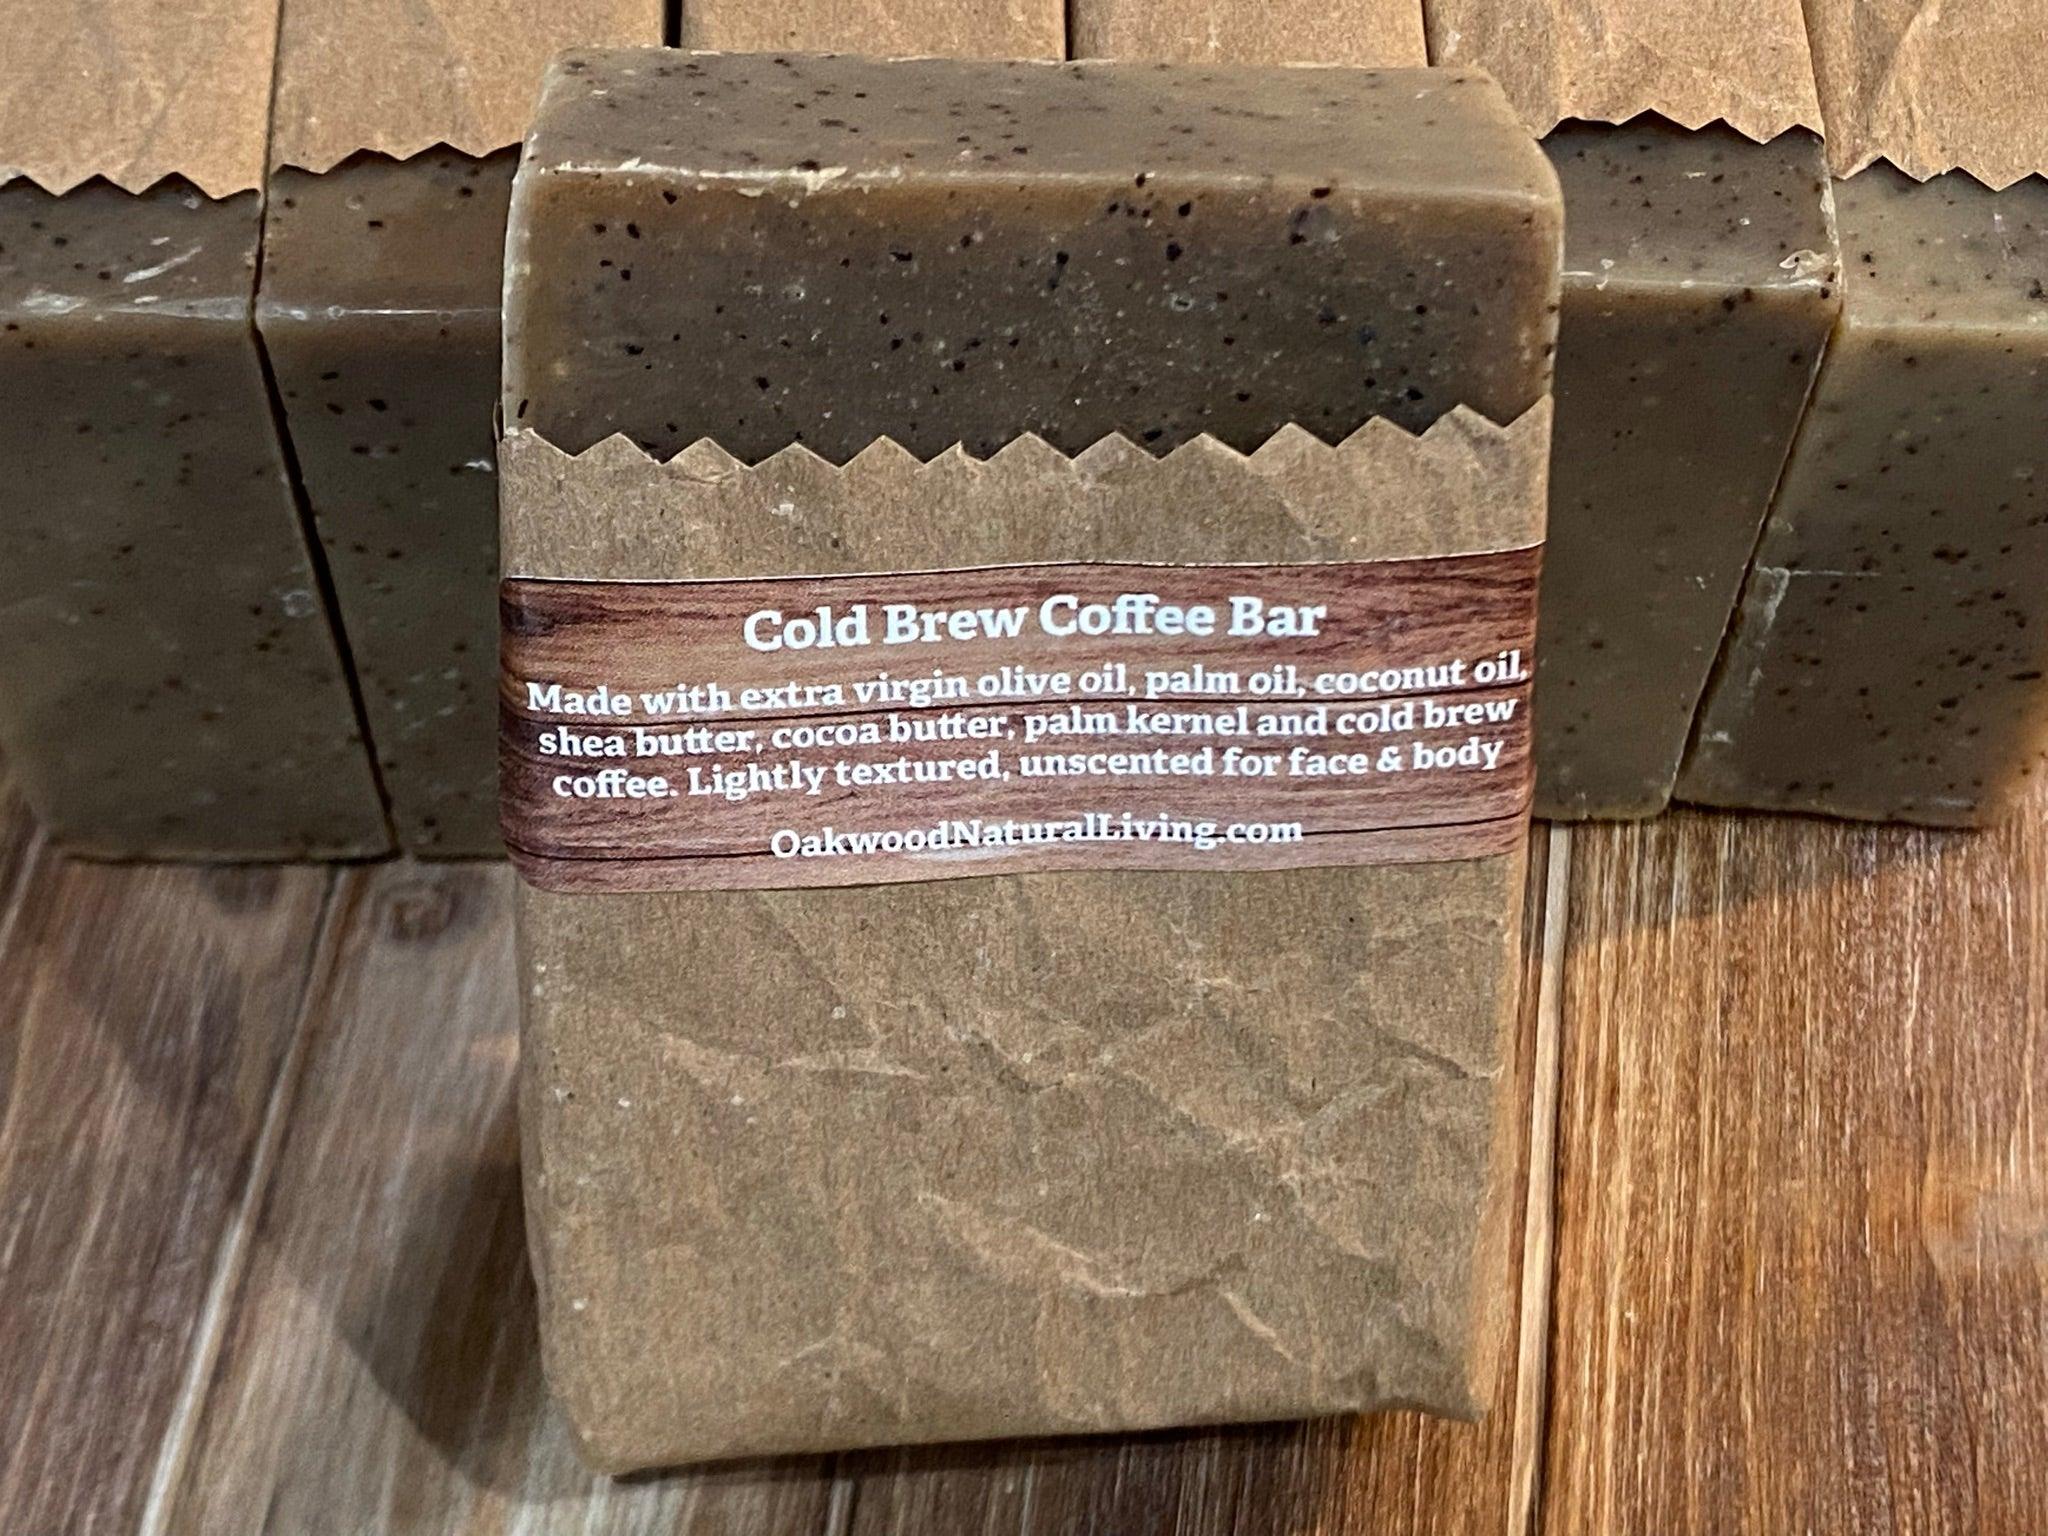 Cold Brew Coffee Bar
Made with extra virgin olive oil, palm oil, coconut oil,
shea butter, cocoa butter, palm kernel and cold brew
coffee. Lightly textured, unscented for face & body
OakwoodNaturalLiving.com